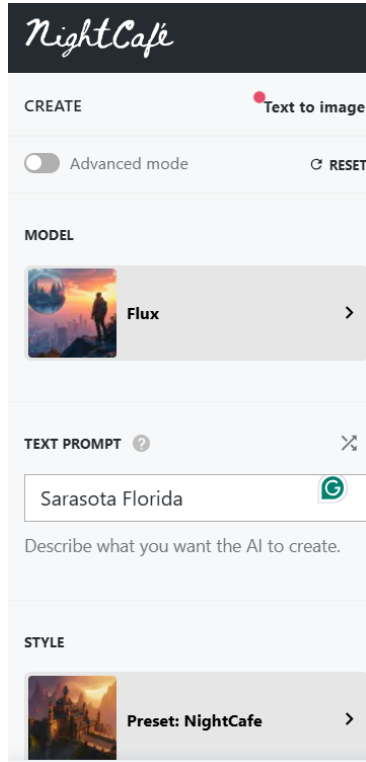 NightCafé
CREATE Text to image
Advanced mode RESET
MODEL
Flux
TEXT PROMPT ?
Sarasota Florida
Describe what you want the AI to create.
STYLE
Preset: NightCafe